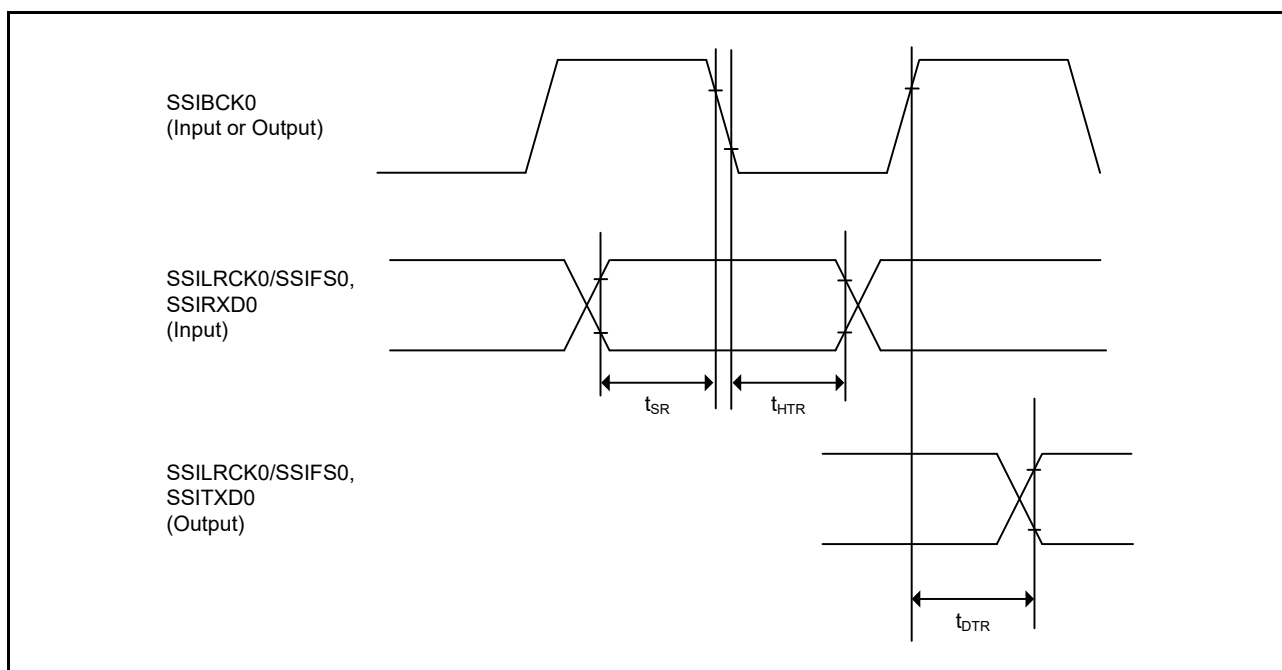 SSIBCK0
(Input or Output)
SSILRCK0/SSIFS0,
SSIRXD0
(Input)
tSR
tHTR
SSILRCK0/SSIFS0,
SSITXD0
(Output)
tDTR